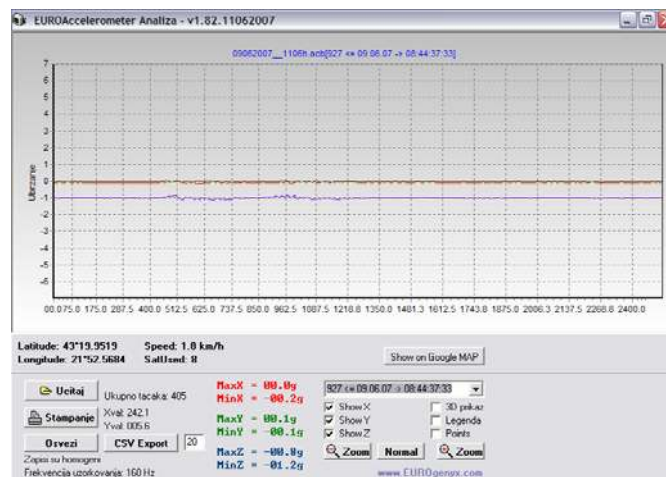 EUROAccelerometer Analiza - v1.82.11062007
09062007__1106h.acb[927 <= 09.06.07 -> 08:44:37:33]
7
6
5
4
3
2
1
0
-1
-2
-3
-4
-5
-6
Ubrzanje
00.075.0 175.0 287.5 400.0 512.5 625.0 737.5 850.0 962.5 1087.5 1218.8 1350.0 1481.3 1612.5 1743.8 1875.0 2006.3 2137.5 2268.8 2400.0
Latitude: 43°19.9519 Speed: 1.0 km/h
Longitude: 21°52.5684 SatUsed: 8
Show on Google MAP
Ucitaj
Ukupno tacaka: 405
Stampanje
Xval: 242.1
Yval: 005.6
Osvezi CSV Export 20
Zapisi su homogeni
Frekvencija uzorkovanja: 160 Hz
MaxX = 00.0g
MinX = -00.2g
MaxY = 00.1g
MinY = -00.1g
MaxZ = -00.8g
MinZ = -01.2g
927 <= 09.06.07 -> 08:44:37:33
Show X 3D prikaz
Show Y Legenda
Show Z Points
Zoom Normal Zoom
www.EUROgenyx.com